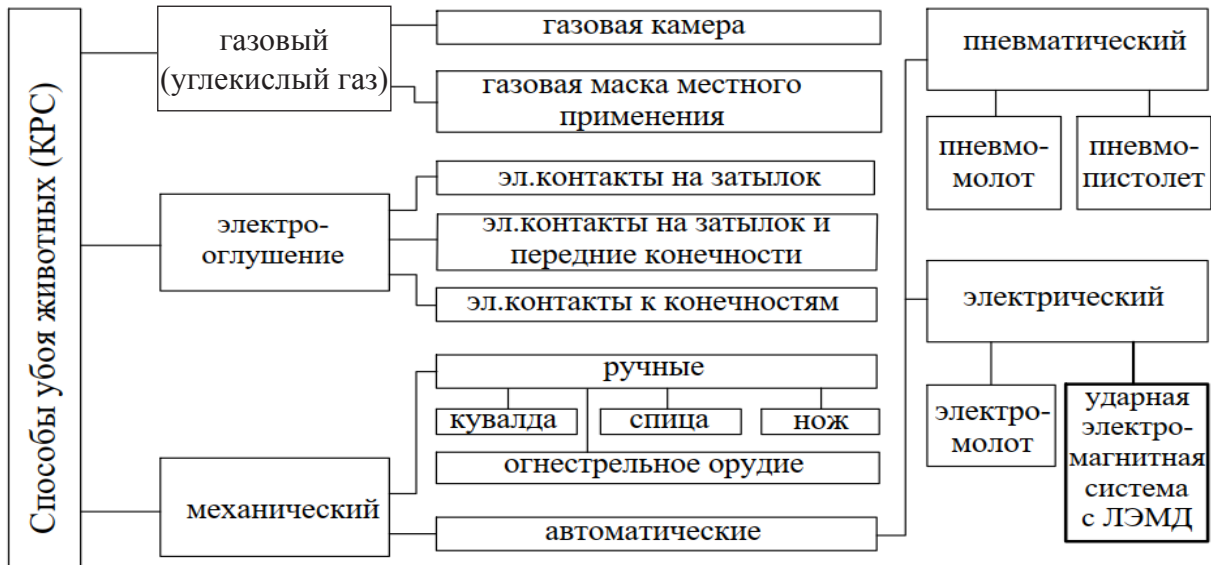 Способы убоя животных (КРС)
газовый
(углекислый газ)
газовая камера
газовая маска местного
применения
электро-
оглушение
эл.контакты на затылок
эл.контакты на затылок и
передние конечности
эл.контакты к конечностям
механический
ручные
кувалда
спица
нож
огнестрельное орудие
автоматические
пневматический
пневмо-
молот
пневмо-
пистолет
электрический
электро-
молот
ударная
электро-
магнитная
система
с ЛЭМД